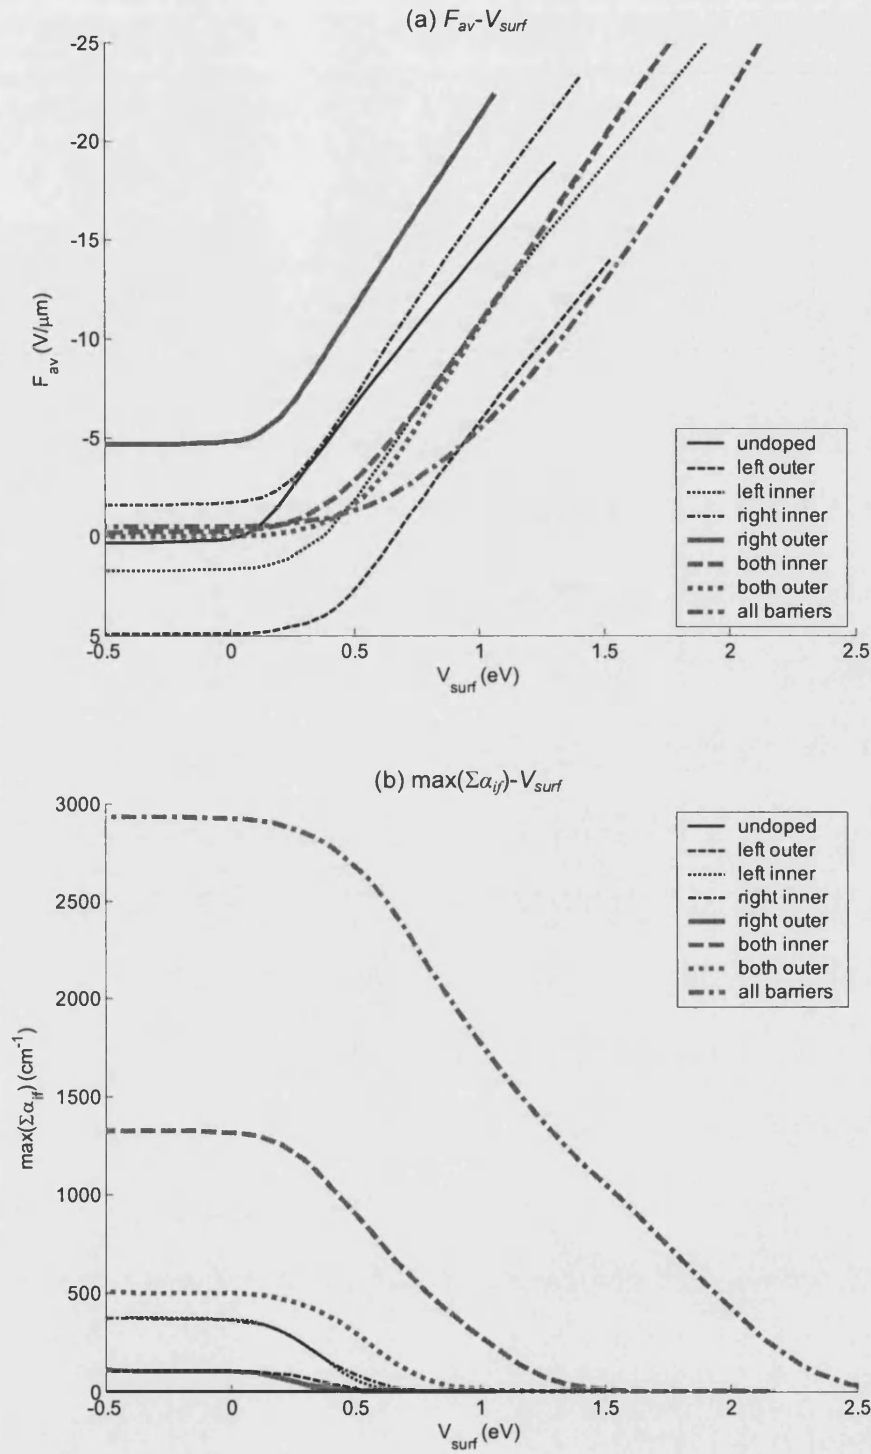 (a) F_av-V_surf
-25
-20
-15
-10
-5
0
5
F_av (V/μm)
-0.5 0 0.5 1 1.5 2 2.5
V_surf (eV)
undoped
left outer
left inner
right inner
right outer
both inner
both outer
all barriers
(b) max(Σα_if)-V_surf
3000
2500
2000
1500
1000
500
0
max(Σα_if) (cm⁻¹)
-0.5 0 0.5 1 1.5 2 2.5
V_surf (eV)
undoped
left outer
left inner
right inner
right outer
both inner
both outer
all barriers